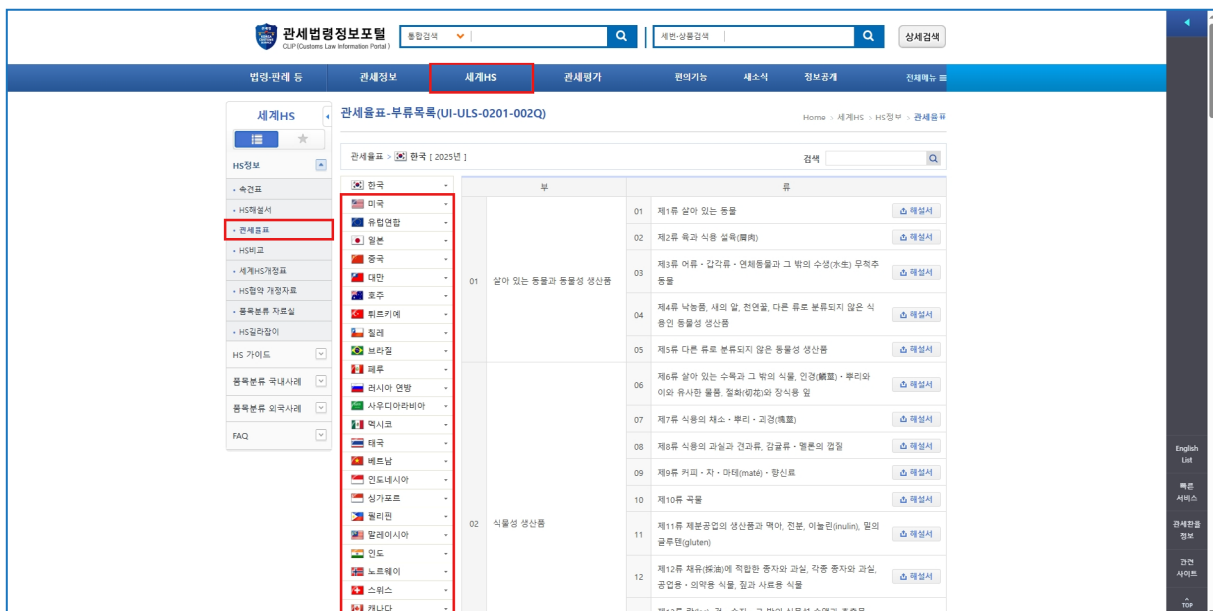 관세법령정보포털
CLIP(Customs Law Information Portal)
통합검색
세번·상품검색
상세검색
법령·판례 등
관세정보
세계HS
관세평가
편의기능
새소식
정보공개
전체메뉴
세계HS
HS정보
속견표
HS해설서
관세율표
HS비교
세계HS개정표
HS협약 개정자료
품목분류 자료실
HS길라잡이
HS 가이드
품목분류 국내사례
품목분류 외국사례
FAQ
관세율표-부류목록(UI-ULS-0201-002Q)
Home > 세계HS > HS정보 > 관세율표
관세율표 > 한국 [ 2025년 ]
검색
한국
미국
유럽연합
일본
중국
대만
호주
튀르키예
칠레
브라질
페루
러시아 연방
사우디아라비아
멕시코
태국
베트남
인도네시아
싱가포르
필리핀
말레이시아
인도
노르웨이
스위스
캐나다
부
류
01 살아 있는 동물과 동물성 생산품
01 제1류 살아 있는 동물 해설서
02 제2류 육과 식용 설육(屑肉) 해설서
03 제3류 어류・갑각류・연체동물과 그 밖의 수생(水生) 무척추
동물 해설서
04 제4류 낙농품, 새의 알, 천연꿀, 다른 류로 분류되지 않은 식
용인 동물성 생산품 해설서
05 제5류 다른 류로 분류되지 않은 동물성 생산품 해설서
02 식물성 생산품
06 제6류 살아 있는 수목과 그 밖의 식물, 인경(鱗莖)・뿌리와
이와 유사한 물품, 절화(切花)와 장식용 잎 해설서
07 제7류 식용의 채소・뿌리・괴경(塊莖) 해설서
08 제8류 식용의 과실과 견과류, 감귤류・멜론의 껍질 해설서
09 제9류 커피・차・마테(maté)・향신료 해설서
10 제10류 곡물 해설서
11 제11류 제분공업의 생산품과 맥아, 전분, 이눌린(inulin), 밀의
글루텐(gluten) 해설서
12 제12류 채유(採油)에 적합한 종자와 과실, 각종 종자와 과실,
공업용・의약용 식물, 짚과 사료용 식물 해설서
English
List
빠른
서비스
관세환율
정보
관련
사이트
TOP